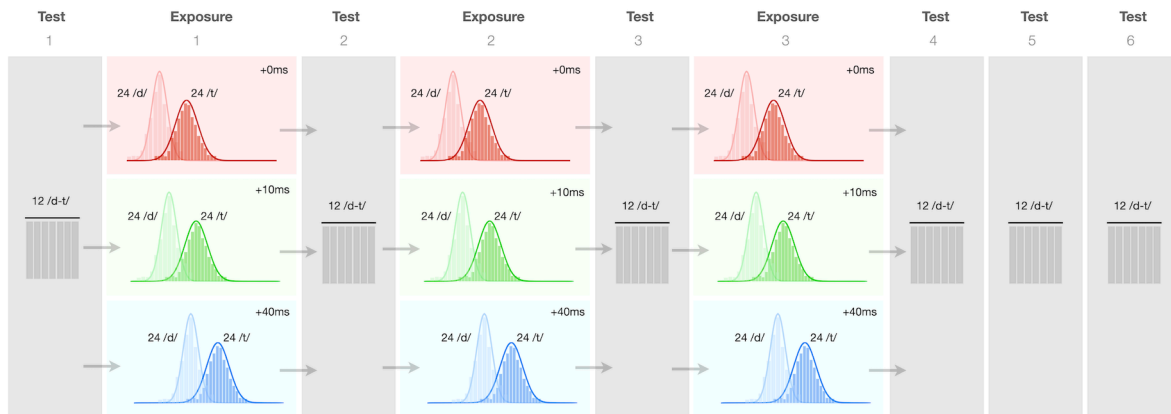 Test Exposure Test Exposure Test Exposure Test Test Test
1 1 2 2 3 3 4 5 6
+0ms +0ms +0ms
24 /d/ 24 /t/ 24 /d/ 24 /t/ 24 /d/ 24 /t/
+10ms +10ms +10ms
12 /d-t/ 24 /d/ 24 /t/ 12 /d-t/ 24 /d/ 24 /t/ 12 /d-t/ 24 /d/ 24 /t/ 12 /d-t/ 12 /d-t/ 12 /d-t/
+40ms +40ms +40ms
24 /d/ 24 /t/ 24 /d/ 24 /t/ 24 /d/ 24 /t/